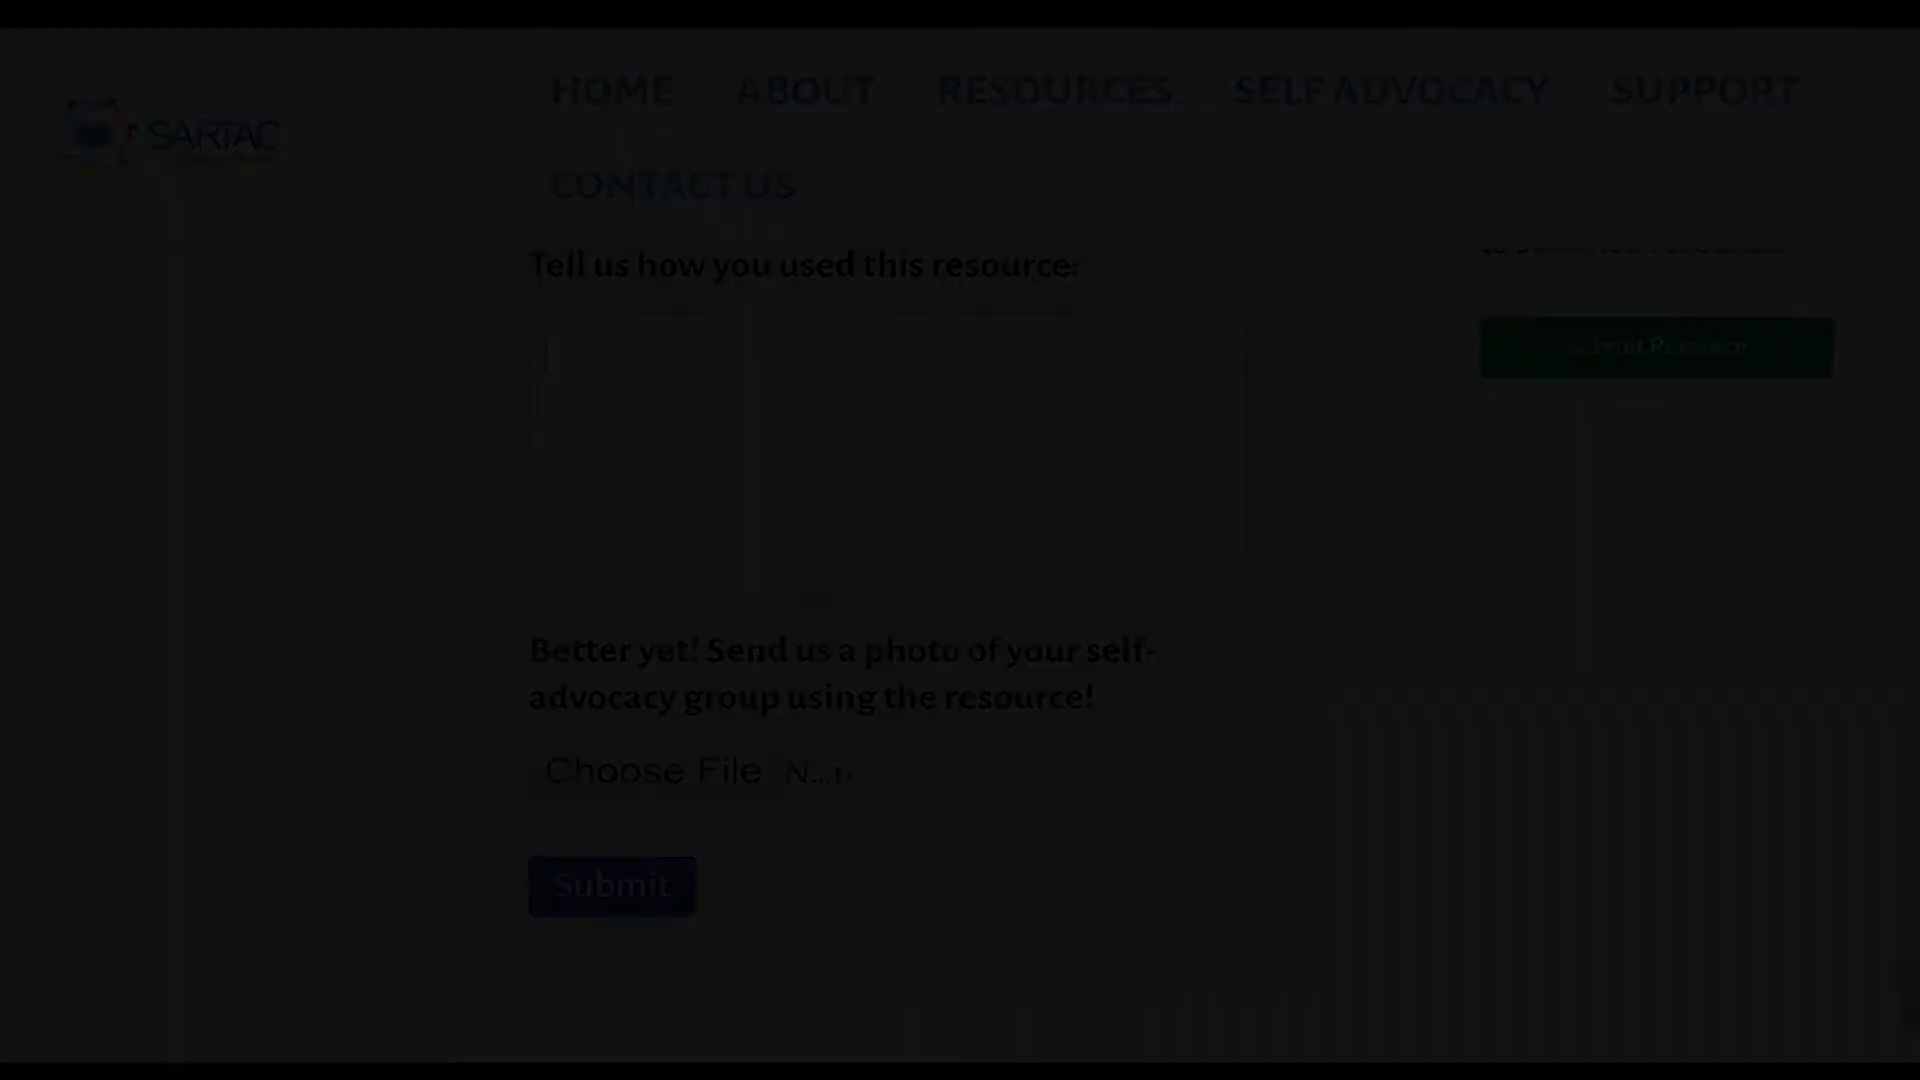 HOME ABOUT RESOURCES SELF ADVOCACY SUPPORT
SARTAC
CONTACT US
Tell us how you used this resource:
Submit Resource
Better yet! Send us a photo of your self-
advocacy group using the resource!
Choose File N...n
Submit